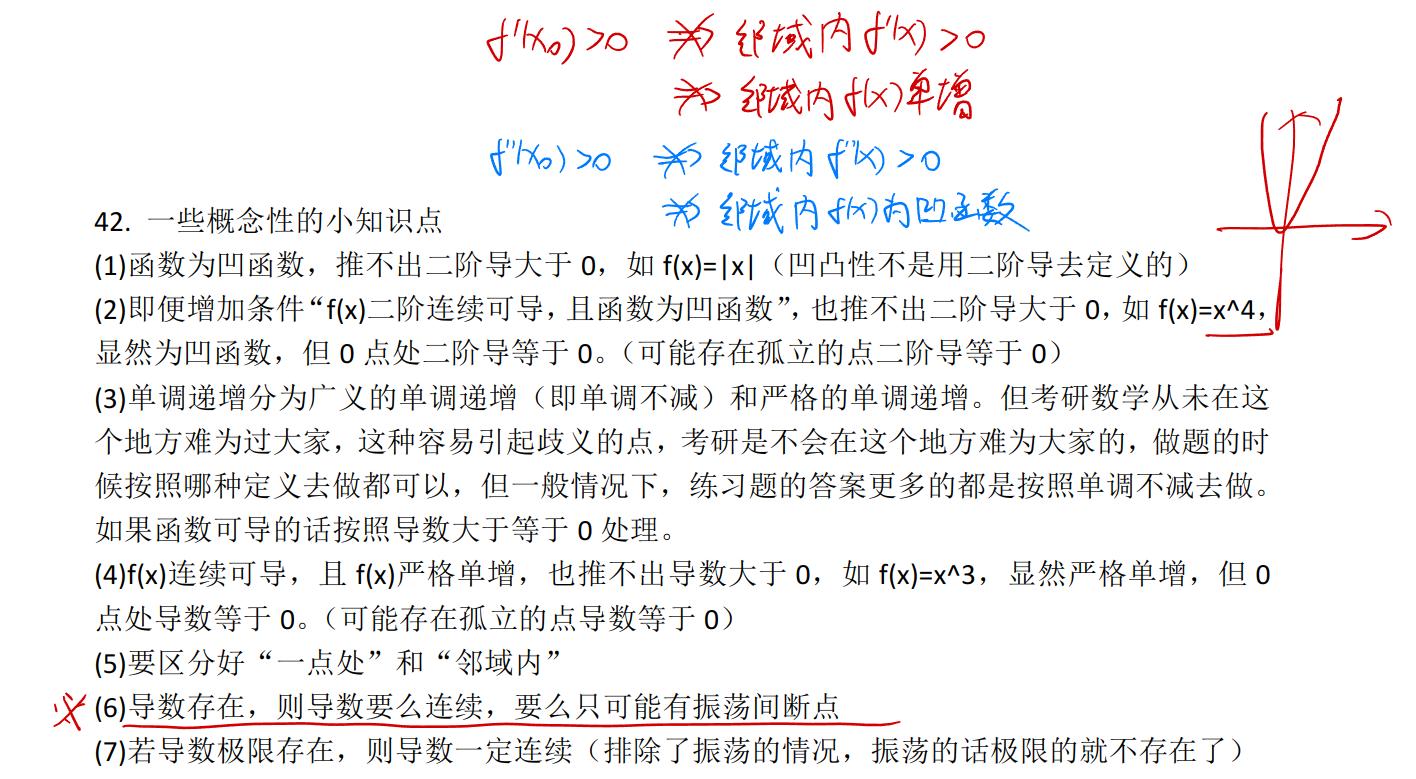 f'(x₀)>0 ⇏ 邻域内 f'(x)>0
⇏ 邻域内 f(x)单增
f''(x₀)>0 ⇏ 邻域内 f''(x)>0
⇏ 邻域内 f(x)为凹函数
42. 一些概念性的小知识点
(1)函数为凹函数，推不出二阶导大于 0，如 f(x)=|x|（凹凸性不是用二阶导去定义的）
(2)即便增加条件“f(x)二阶连续可导，且函数为凹函数”，也推不出二阶导大于 0，如 f(x)=x^4，
显然为凹函数，但 0 点处二阶导等于 0。（可能存在孤立的点二阶导等于 0）
(3)单调递增分为广义的单调递增（即单调不减）和严格的单调递增。但考研数学从未在这
个地方难为过大家，这种容易引起歧义的点，考研是不会在这个地方难为大家的，做题的时
候按照哪种定义去做都可以，但一般情况下，练习题的答案更多的都是按照单调不减去做。
如果函数可导的话按照导数大于等于 0 处理。
(4)f(x)连续可导，且 f(x)严格单增，也推不出导数大于 0，如 f(x)=x^3，显然严格单增，但 0
点处导数等于 0。（可能存在孤立的点导数等于 0）
(5)要区分好“一点处”和“邻域内”
(6)导数存在，则导数要么连续，要么只可能有振荡间断点
(7)若导数极限存在，则导数一定连续（排除了振荡的情况，振荡的话极限的就不存在了）